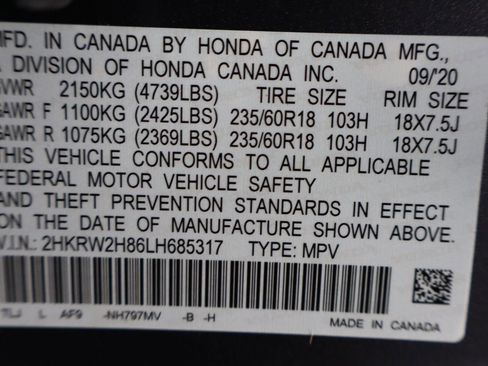 MFD. IN CANADA BY HONDA OF CANADA MFG.,
A DIVISION OF HONDA CANADA INC. 09/'20
GVWR 2150KG (4739LBS) TIRE SIZE RIM SIZE
GAWR F 1100KG (2425LBS) 235/60R18 103H 18X7.5J
GAWR R 1075KG (2369LBS) 235/60R18 103H 18X7.5J
THIS VEHICLE CONFORMS TO ALL APPLICABLE
FEDERAL MOTOR VEHICLE SAFETY
AND THEFT PREVENTION STANDARDS IN EFFECT
ON THE DATE OF MANUFACTURE SHOWN ABOVE.
V.I.N.: 2HKRW2H86LH685317 TYPE: MPV
L AF9 -NH797MV -B -H
MADE IN CANADA